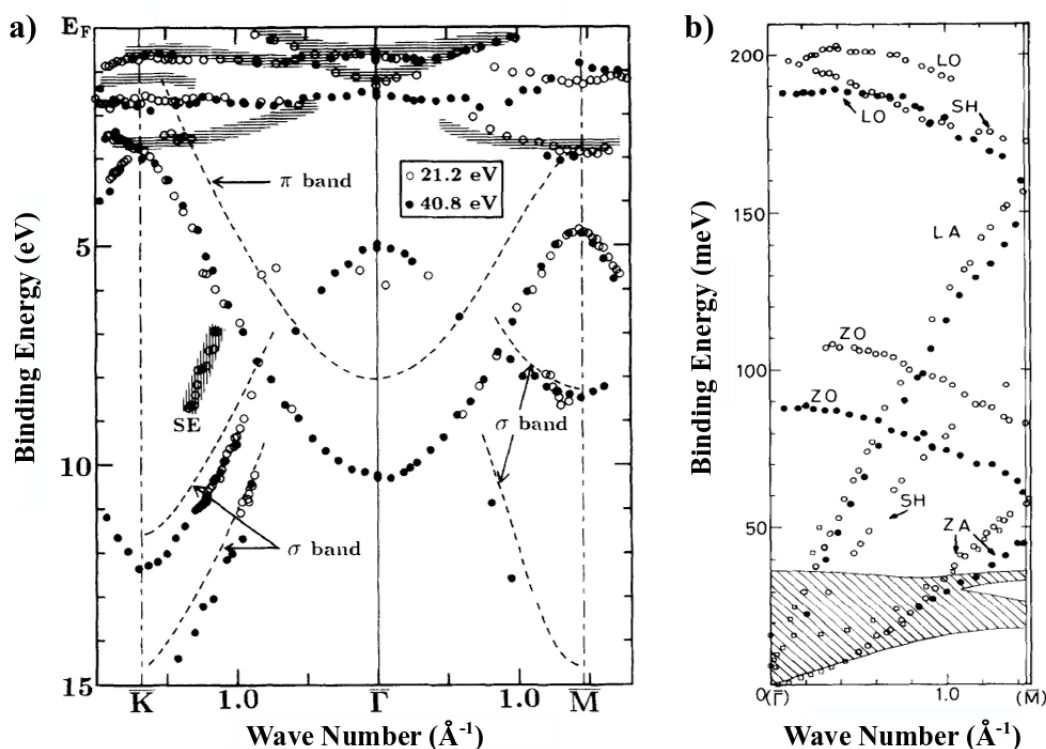 a)
E_F
5
10
15
Binding Energy (eV)
π band
○ 21.2 eV
● 40.8 eV
SE
σ band
σ band
K̅
1.0
Γ̅
1.0
M̅
Wave Number (Å⁻¹)
b)
200
150
100
50
0(Γ̅)
Binding Energy (meV)
LO
LO
SH
LA
ZO
ZO
SH
ZA
1.0
(M̅)
Wave Number (Å⁻¹)